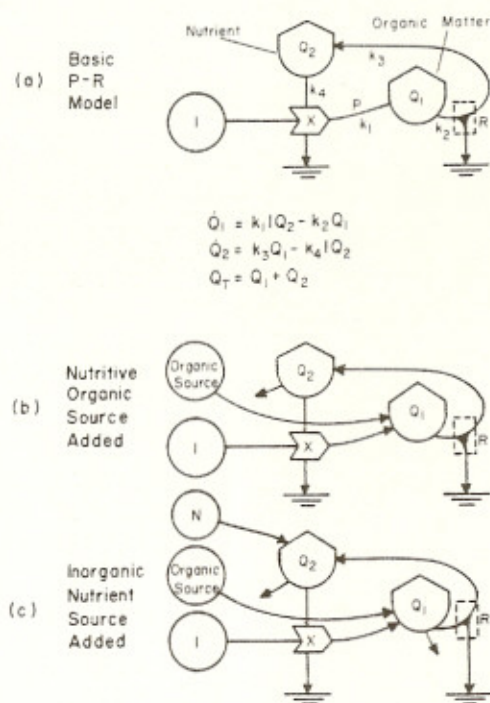 Nutrient
Organic Matter
(a)
Basic
P-R
Model
Q2
k3
Q1
k4
P
k1
k2
R
I
X
Q̇1 = k1IQ2 - k2Q1
Q̇2 = k3Q1 - k4IQ2
QT = Q1 + Q2
(b)
Nutritive
Organic
Source
Added
Organic
Source
Q2
Q1
I
X
R
(c)
Inorganic
Nutrient
Source
Added
N
Organic
Source
Q2
Q1
I
X
R